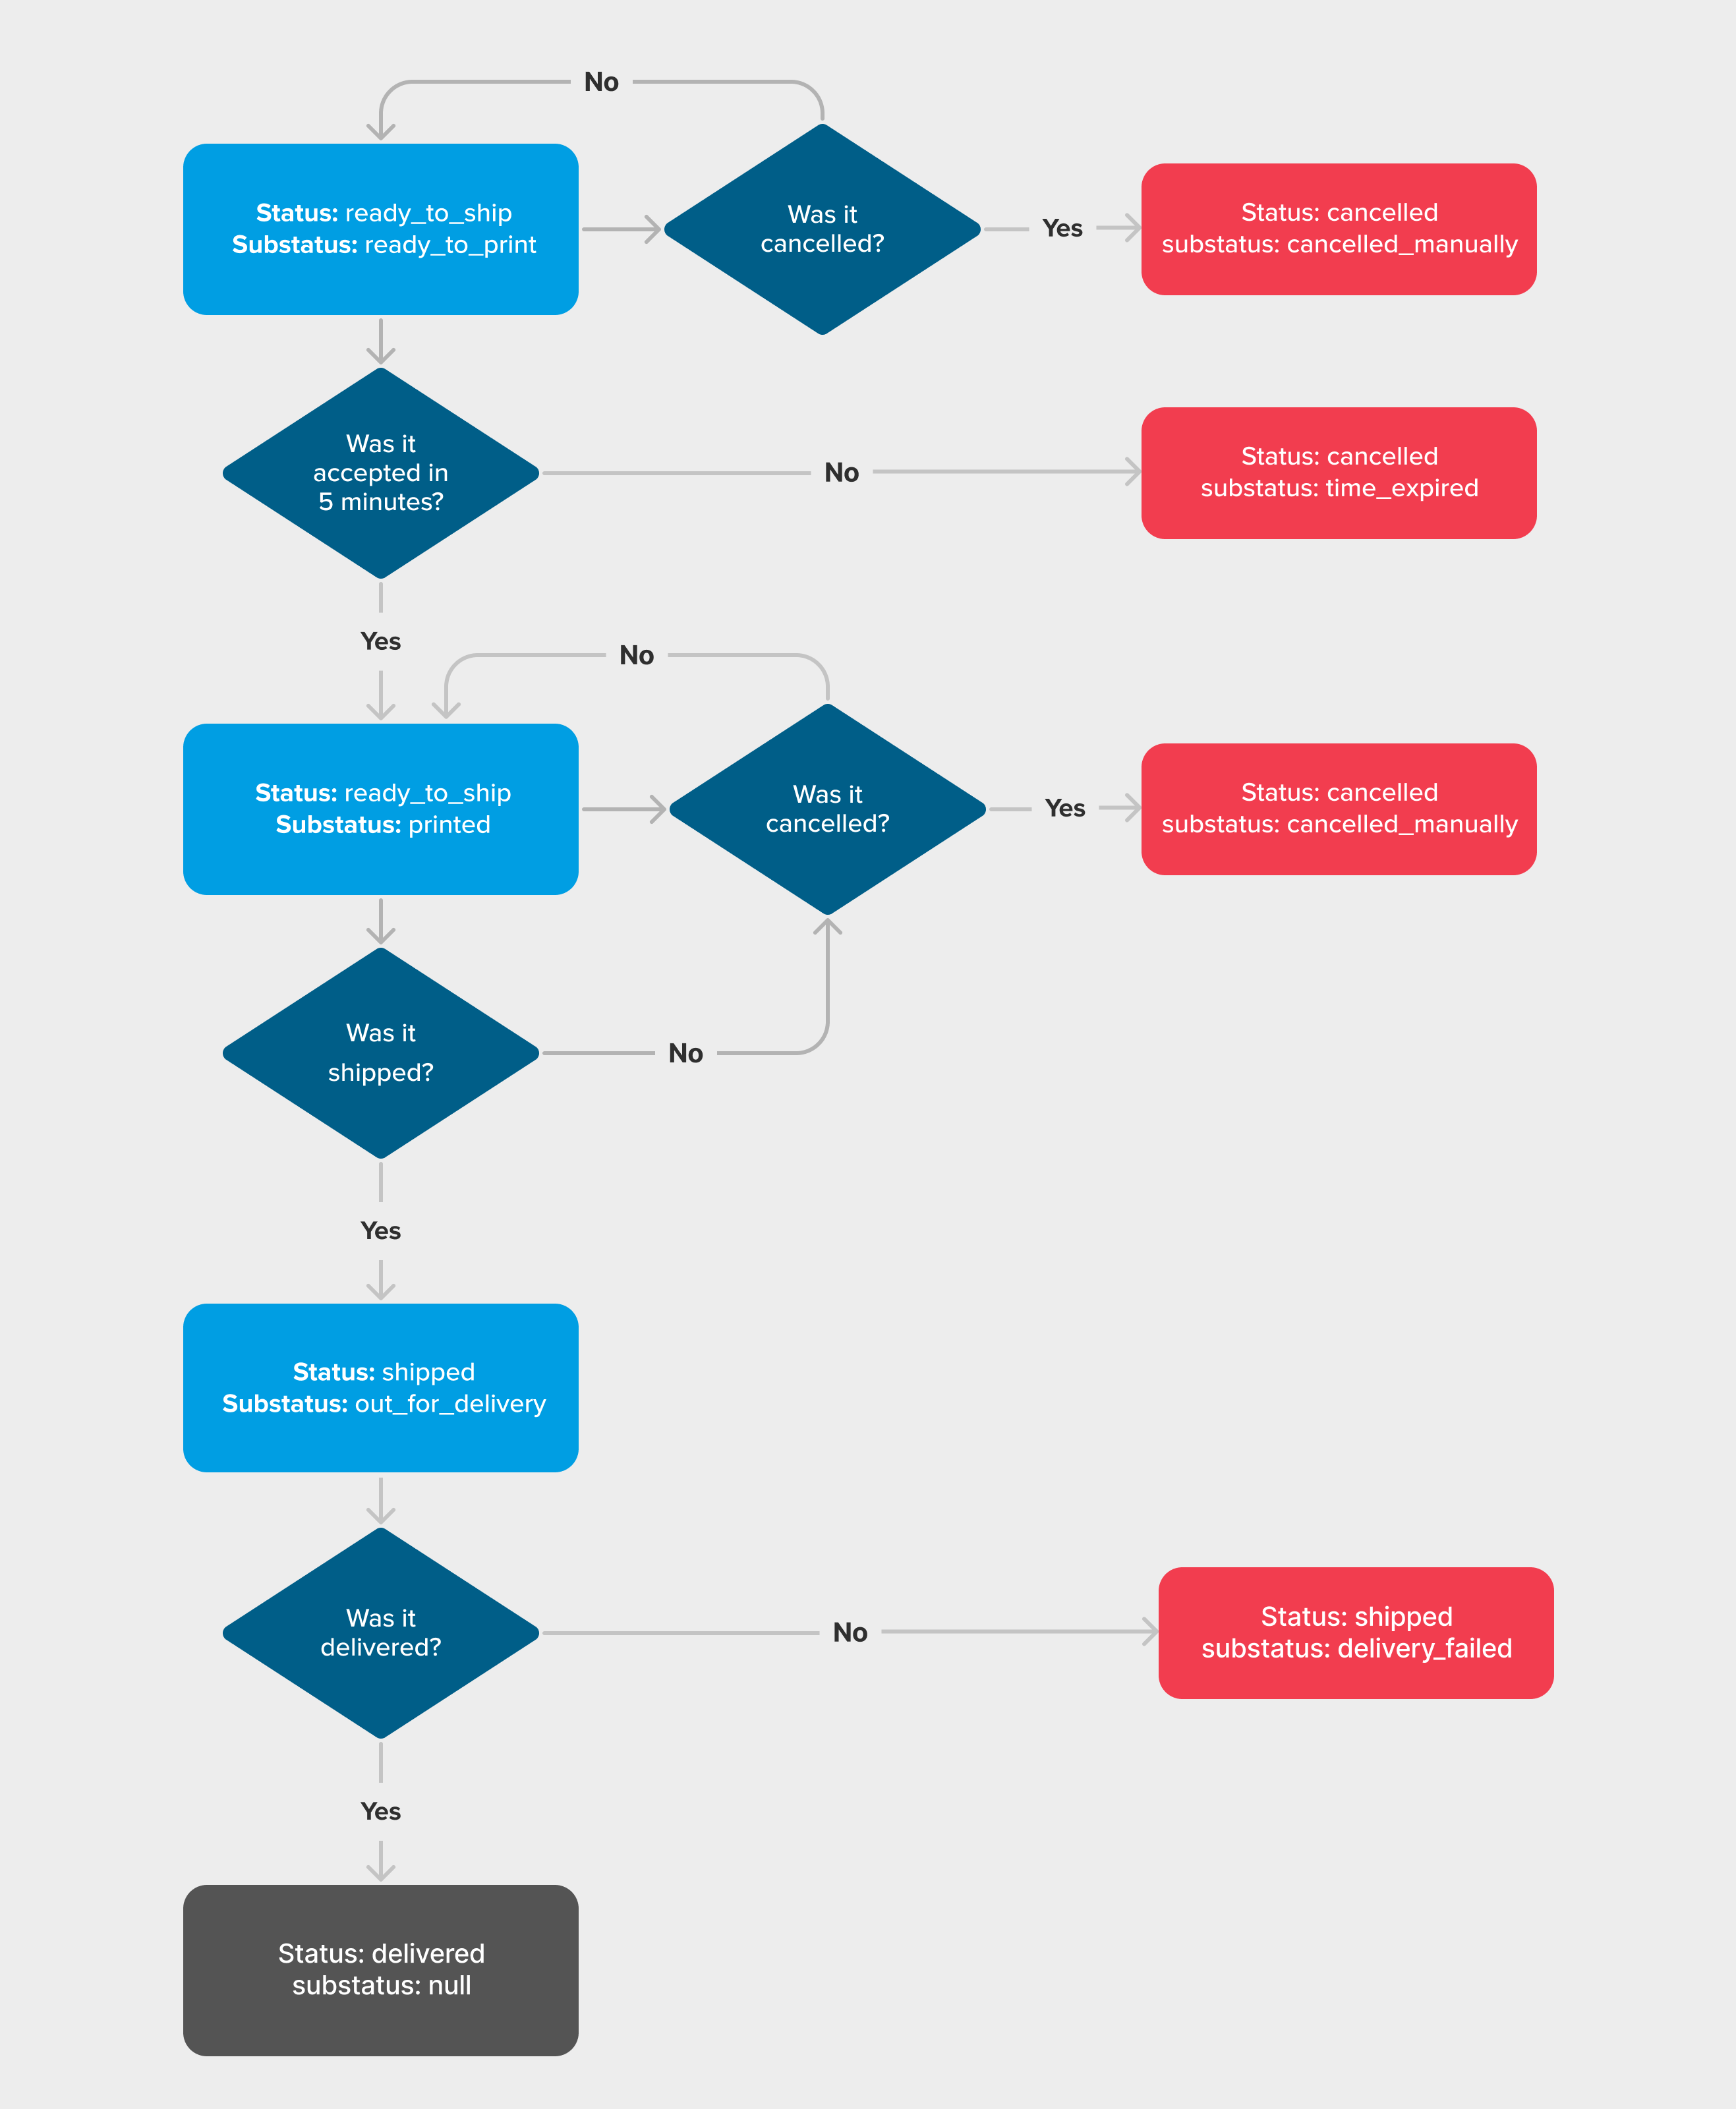 No
Status: ready_to_ship
Substatus: ready_to_print
Was it
cancelled?
Yes
Status: cancelled
substatus: cancelled_manually
Was it
accepted in
5 minutes?
No
Status: cancelled
substatus: time_expired
Yes
No
Status: ready_to_ship
Substatus: printed
Was it
cancelled?
Yes
Status: cancelled
substatus: cancelled_manually
Was it
shipped?
No
Yes
Status: shipped
Substatus: out_for_delivery
Was it
delivered?
No
Status: shipped
substatus: delivery_failed
Yes
Status: delivered
substatus: null